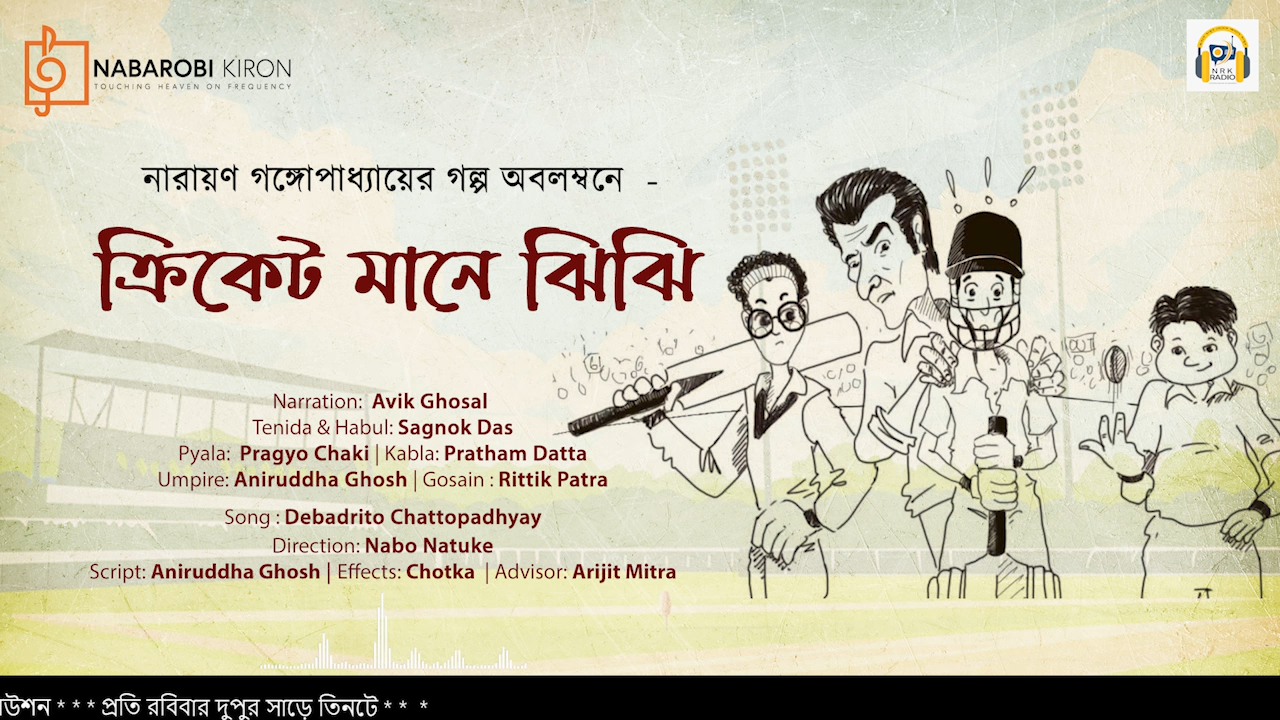 NABAROBI KIRON
TOUCHING HEAVEN ON FREQUENCY
NRK
RADIO
নারায়ণ গঙ্গোপাধ্যায়ের গল্প অবলম্বনে -
ক্রিকেট মানে ঝিঁঝি
Narration: Avik Ghosal
Tenida & Habul: Sagnok Das
Pyala: Pragyo Chaki | Kabla: Pratham Datta
Umpire: Aniruddha Ghosh | Gosain : Rittik Patra
Song : Debadrito Chattopadhyay
Direction: Nabo Natuke
Script: Aniruddha Ghosh | Effects: Chotka | Advisor: Arijit Mitra
উশন * * * প্রতি রবিবার দুপুর সাড়ে তিনটে * * *